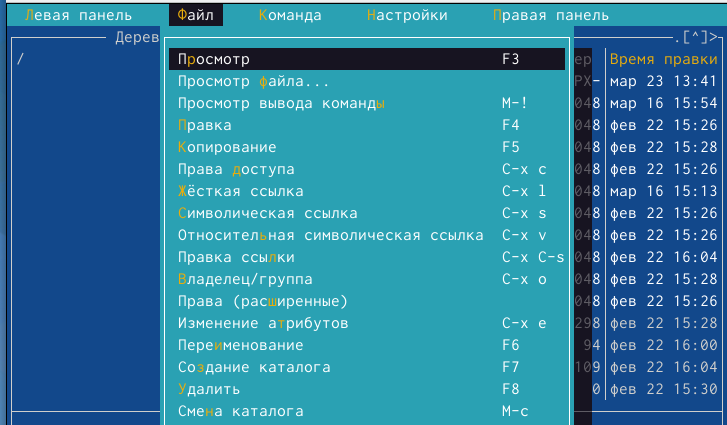 Левая панель Файл Команда Настройки Правая панель
Дерев .[^]>
/ Просмотр F3 ер Время правки
Просмотр файла... РХ- мар 23 13:41
Просмотр вывода команды M-! 048 мар 16 15:54
Правка F4 048 фев 22 15:26
Копирование F5 048 фев 22 15:28
Права доступа C-x c 048 фев 22 15:26
Жёсткая ссылка C-x l 048 мар 16 15:13
Символическая ссылка C-x s 048 фев 22 15:26
Относительная символическая ссылка C-x v 048 фев 22 15:26
Правка ссылки C-x C-s 048 фев 22 16:04
Владелец/группа C-x o 048 фев 22 15:28
Права (расширенные) 048 фев 22 15:26
Изменение атрибутов C-x e 298 фев 22 15:28
Переименование F6 94 фев 22 16:00
Создание каталога F7 109 фев 22 16:04
Удалить F8 0 фев 22 15:30
Смена каталога M-c